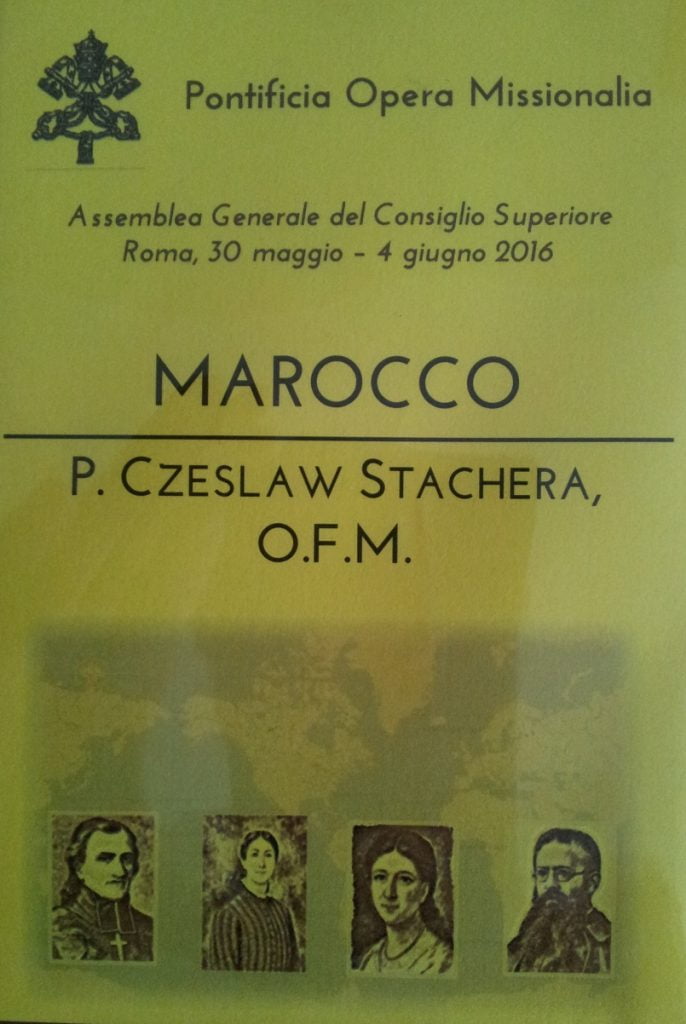 Pontificia Opera Missionalia
Assemblea Generale del Consiglio Superiore
Roma, 30 maggio – 4 giugno 2016
MAROCCO
P. CZESLAW STACHERA,
O.F.M.